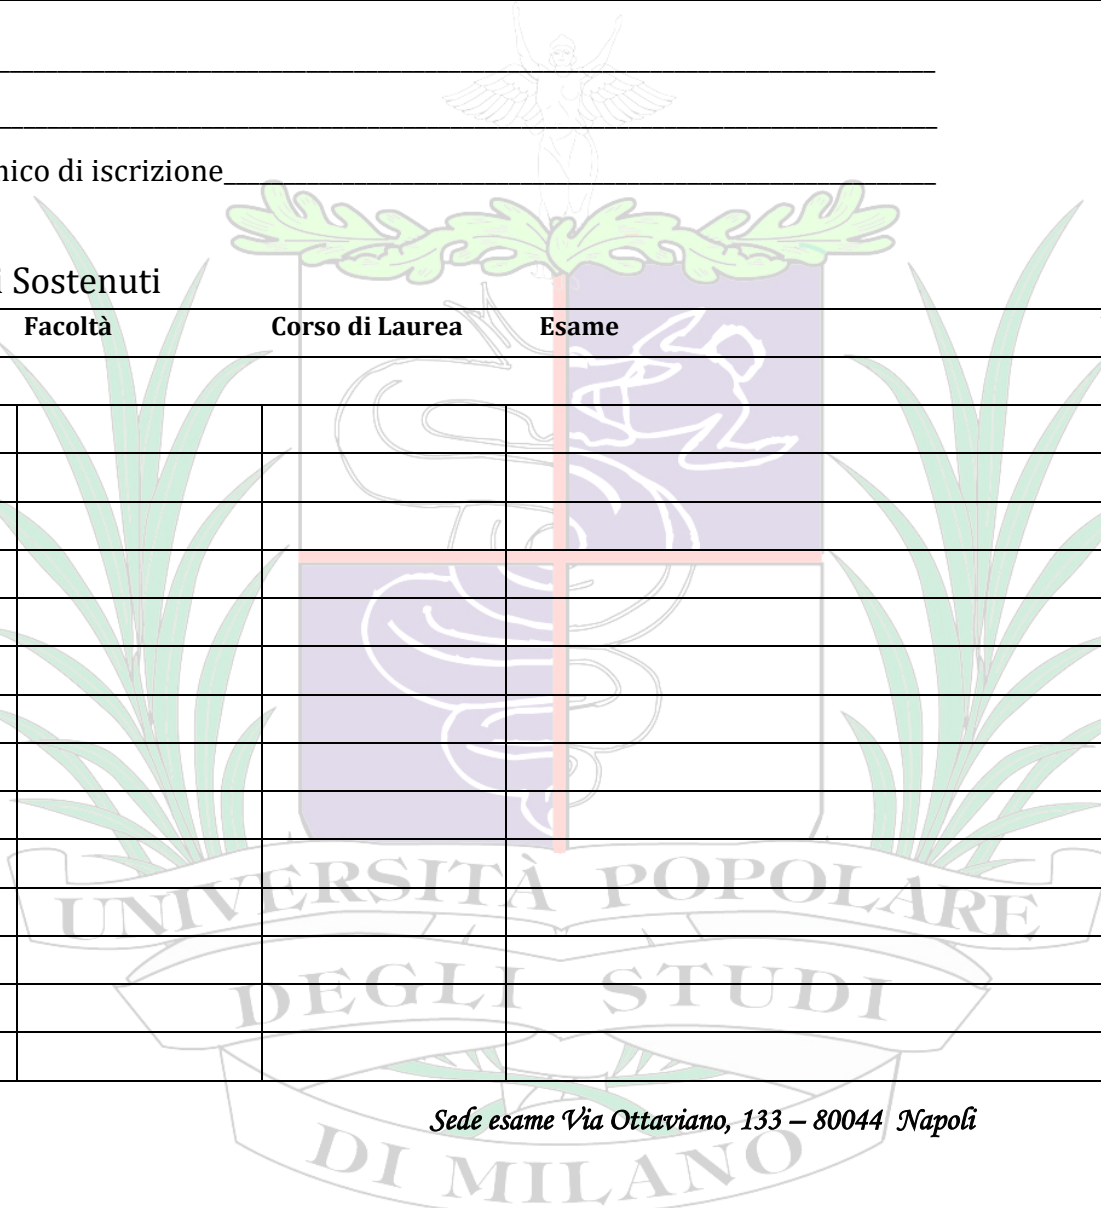 nico di iscrizione
i Sostenuti
Facoltà Corso di Laurea Esame
UNIVERSITÀ POPOLARE
DEGLI STUDI
Sede esame Via Ottaviano, 133 – 80044 Napoli
DI MILANO